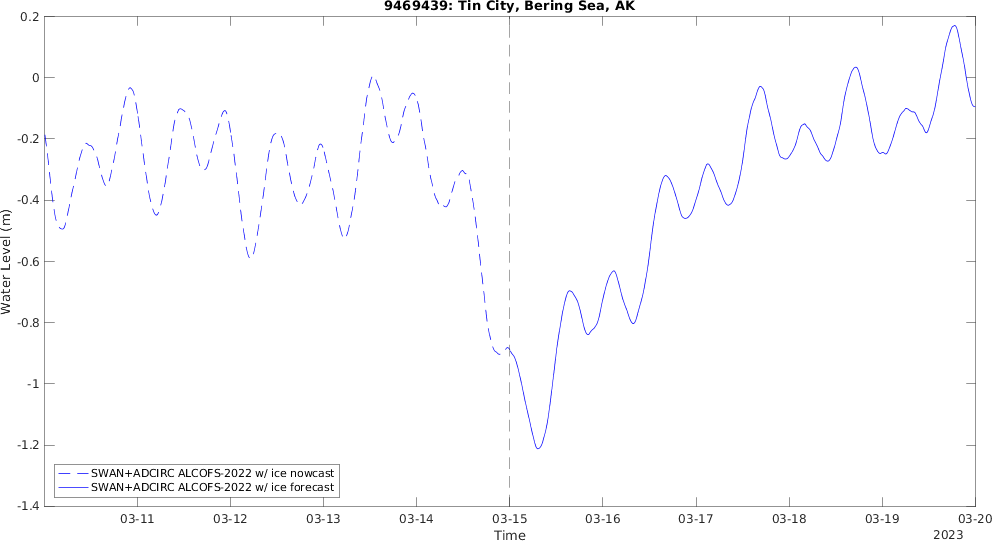 9469439: Tin City, Bering Sea, AK
Water Level (m)
0.2
0
-0.2
-0.4
-0.6
-0.8
-1
-1.2
-1.4
SWAN+ADCIRC ALCOFS-2022 w/ ice nowcast
SWAN+ADCIRC ALCOFS-2022 w/ ice forecast
03-11 03-12 03-13 03-14 03-15 03-16 03-17 03-18 03-19 03-20
Time
2023